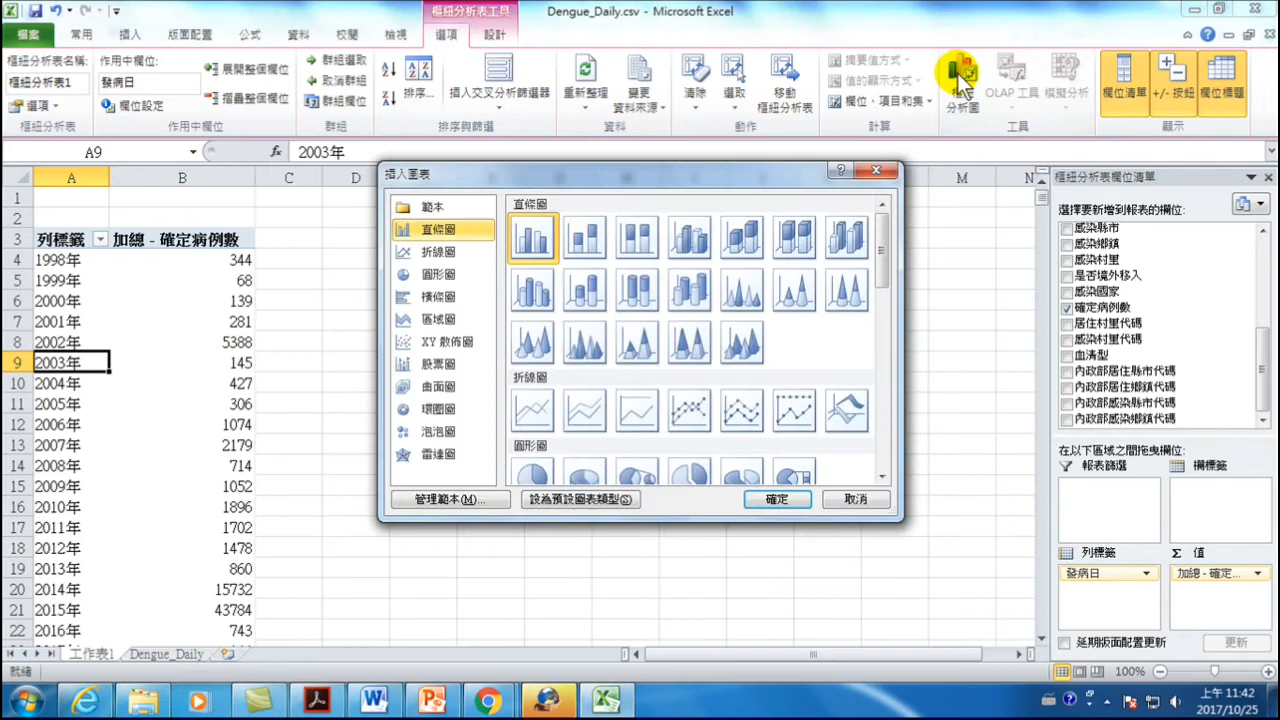 樞紐分析表工具
Dengue_Daily.csv - Microsoft Excel
檔案 常用 插入 版面配置 公式 資料 校閱 檢視 選項 設計
樞紐分析表名稱: 作用中欄位:
樞紐分析表1 發病日
選項 欄位設定
展開整個欄位
摺疊整個欄位
群組選取
取消群組
群組欄位
排序... 插入交叉分析篩選器
重新整理 變更
資料來源
清除 選取 移動
樞紐分析表
摘要值方式
值的顯示方式
欄位、項目和集
分析圖 OLAP 工具 模擬分析
欄位清單 +/- 按鈕 欄位標題
樞紐分析表 作用中欄位 群組 排序與篩選 資料 動作 計算 工具 顯示
A9 fx 2003年
A B C D M N
1
2
3 列標籤 加總 - 確定病例數
4 1998年 344
5 1999年 68
6 2000年 139
7 2001年 281
8 2002年 5388
9 2003年 145
10 2004年 427
11 2005年 306
12 2006年 1074
13 2007年 2179
14 2008年 714
15 2009年 1052
16 2010年 1896
17 2011年 1702
18 2012年 1478
19 2013年 860
20 2014年 15732
21 2015年 43784
22 2016年 743
插入圖表
範本
直條圖
折線圖
圓形圖
橫條圖
區域圖
XY 散佈圖
股票圖
曲面圖
環圈圖
泡泡圖
雷達圖
直條圖
折線圖
圓形圖
管理範本(M)... 設為預設圖表類型(S) 確定 取消
樞紐分析表欄位清單
選擇要新增到報表的欄位:
感染縣市
感染鄉鎮
感染村里
是否境外移入
感染國家
確定病例數
居住村里代碼
感染村里代碼
血清型
內政部居住縣市代碼
內政部居住鄉鎮代碼
內政部感染縣市代碼
內政部感染鄉鎮代碼
在以下區域之間拖曳欄位:
報表篩選 欄標籤
列標籤 Σ 值
發病日 加總 - 確定...
延期版面配置更新 更新
工作表1 Dengue_Daily
就緒 100%
上午 11:42
2017/10/25